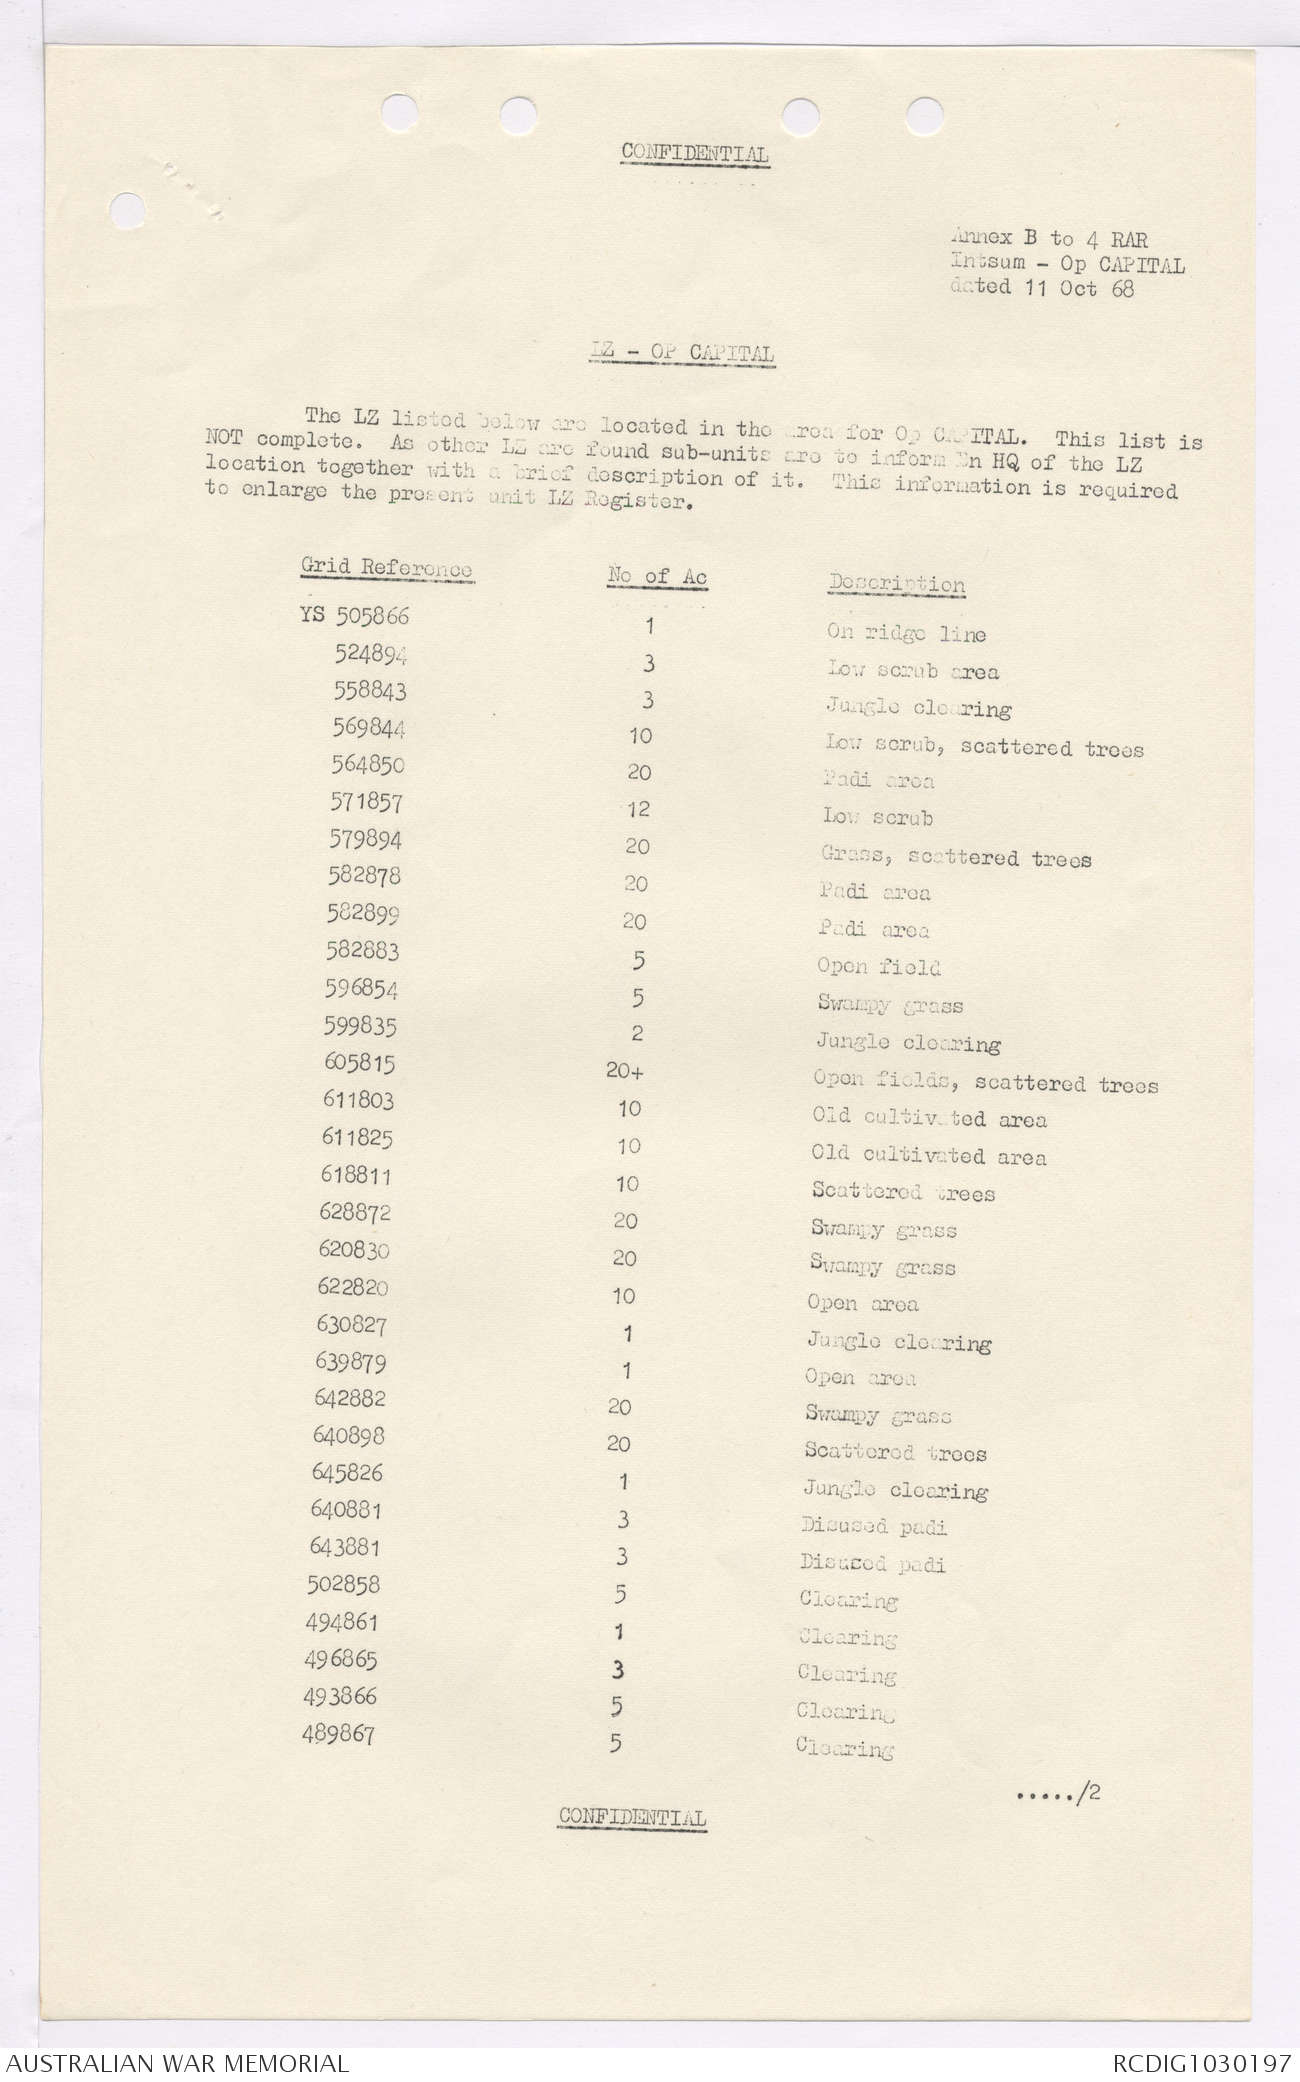 CONFIDENTIAL
Annex B to 4 RAR
Intsum - Op CAPITAL
dated 11 Oct 68
LZ - OP CAPITAL
The LZ listed below are located in the area for Op CAPITAL. This list is
NOT complete. As other LZ are found sub-units are to inform Bn HQ of the LZ
location together with a brief description of it. This information is required
to enlarge the present unit LZ Register.
Grid Reference No of Ac Description
YS 505866 1 On ridge line
524894 3 Low scrub area
558843 3 Jungle clearing
569844 10 Low scrub, scattered trees
564850 20 Padi area
571857 12 Low scrub
579894 20 Grass, scattered trees
582878 20 Padi area
582899 20 Padi area
582883 5 Open field
596854 5 Swampy grass
599835 2 Jungle clearing
605815 20+ Open fields, scattered trees
611803 10 Old cultivated area
611825 10 Old cultivated area
618811 10 Scattered trees
628872 20 Swampy grass
620830 20 Swampy grass
622820 10 Open area
630827 1 Jungle clearing
639879 1 Open area
642882 20 Swampy grass
640898 20 Scattered trees
645826 1 Jungle clearing
640881 3 Disused padi
643881 3 Disused padi
502858 5 Clearing
494861 1 Clearing
496865 3 Clearing
493866 5 Clearing
489867 5 Clearing
...../2
CONFIDENTIAL
AUSTRALIAN WAR MEMORIAL RCDIG1030197